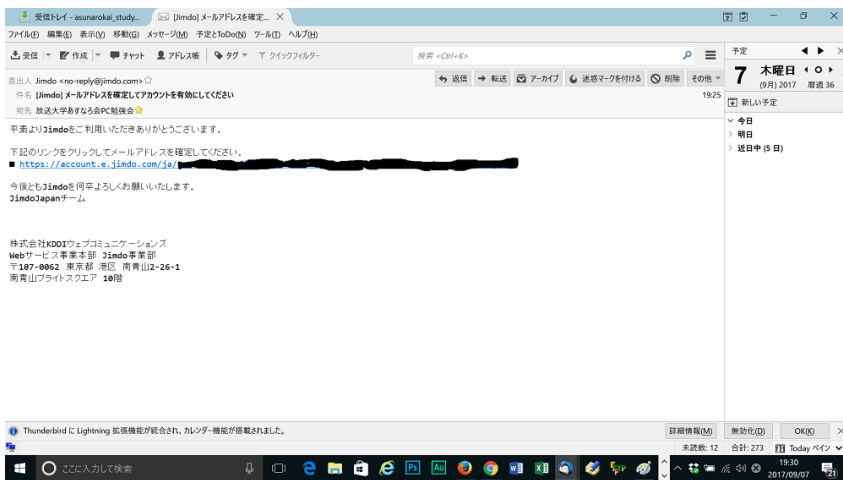 受信トレイ - asunarokai_study...
[Jimdo] メールアドレスを確定...
ファイル(F) 編集(E) 表示(V) 移動(G) メッセージ(M) 予定とToDo(N) ツール(T) ヘルプ(H)
受信 作成 チャット アドレス帳 タグ クイックフィルター 検索 <Ctrl+K>
差出人 Jimdo <no-reply@jimdo.com>
返信 転送 アーカイブ 迷惑マークを付ける 削除 その他
件名 [Jimdo] メールアドレスを確定してアカウントを有効にしてください 19:25
宛先 放送大学あすなろ会PC勉強会
平素よりJimdoをご利用いただきありがとうございます。
下記のリンクをクリックしてメールアドレスを確定してください。
■ https://account.e.jimdo.com/ja/
今後ともJimdoを何卒よろしくお願いいたします。
JimdoJapanチーム
株式会社KDDIウェブコミュニケーションズ
Webサービス事業本部 Jimdo事業部
〒107-0062 東京都 港区 南青山2-26-1
南青山ブライトスクエア 10階
予定
7 木曜日
(9月) 2017 暦週 36
新しい予定
今日
明日
近日中 (5 日)
Thunderbird に Lightning 拡張機能が統合され、カレンダー機能が搭載されました。 詳細情報(M) 無効化(D) OK(K)
未読数: 12 合計: 273 Today ペイン
ここに入力して検索
Ps Au FTP
19:30
2017/09/07
21